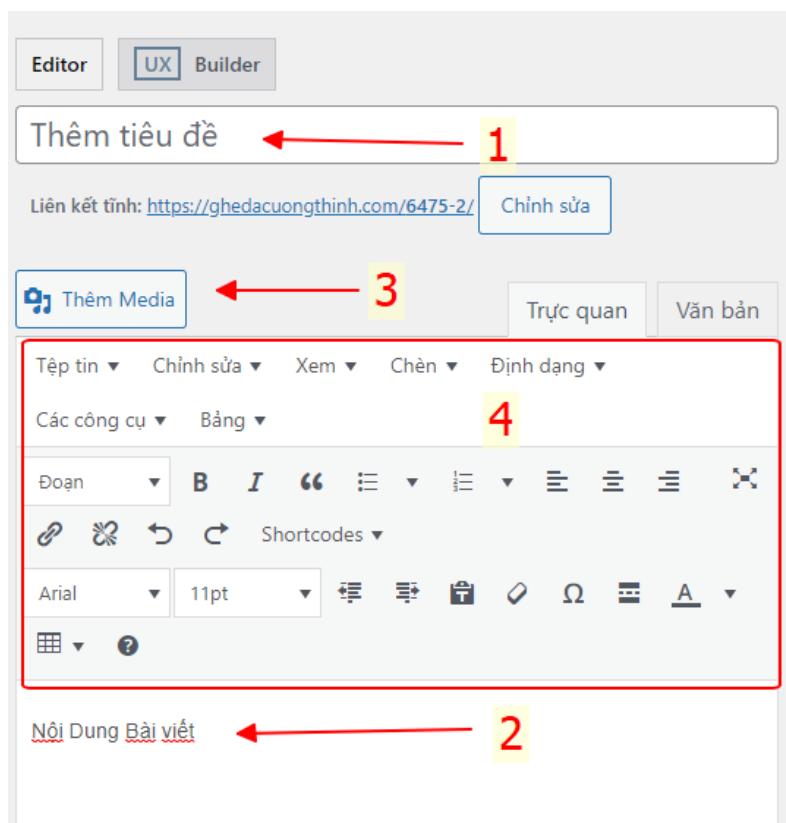 Editor UX Builder
Thêm tiêu đề 1
Liên kết tĩnh: https://ghedacuongthinh.com/6475-2/ Chỉnh sửa
Thêm Media 3
Trực quan Văn bản
Tệp tin Chỉnh sửa Xem Chèn Định dạng
Các công cụ Bảng 4
Đoạn B I
Shortcodes
Arial 11pt Ω A
Nội Dung Bài viết 2